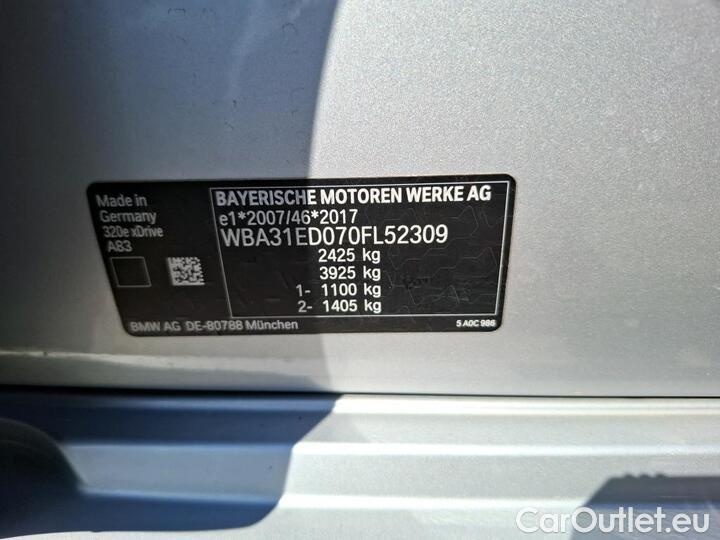 Made in
Germany
320e xDrive
A83
BAYERISCHE MOTOREN WERKE AG
e1*2007/46*2017
WBA31ED070FL52309
2425 kg
3925 kg
1- 1100 kg
2- 1405 kg
BMW AG DE-80788 München
5 A0C 986
CarOutlet.eu